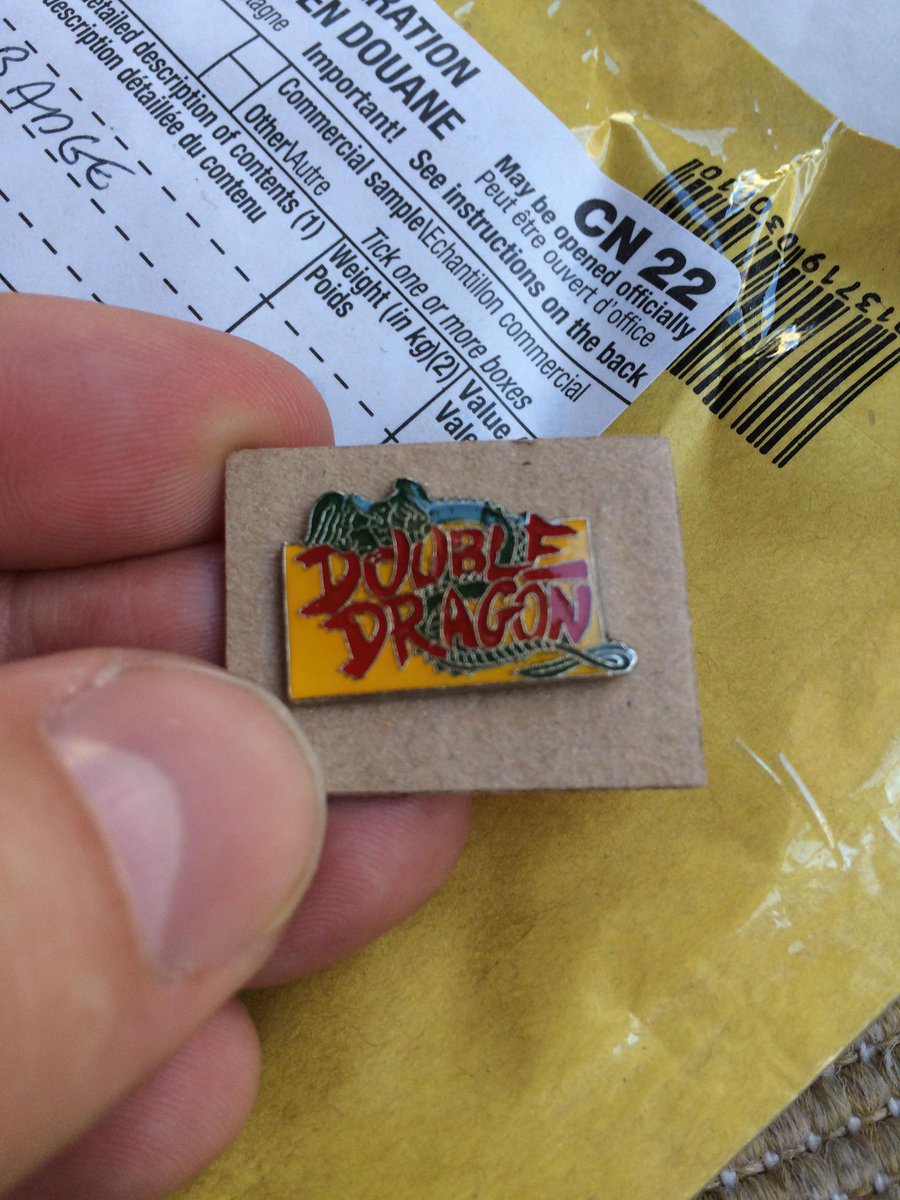 RATION
EN DOUANE
CN 22
May be opened officially
Peut être ouvert d'office
Important! See instructions on the back
Commercial sample\Echantillon commercial
Other\Autre
Tick one or more boxes
detailed description of contents (1)
description détaillée du contenu
Weight (in kg)(2)
Poids
Value
BADGE
DOUBLE
DRAGON